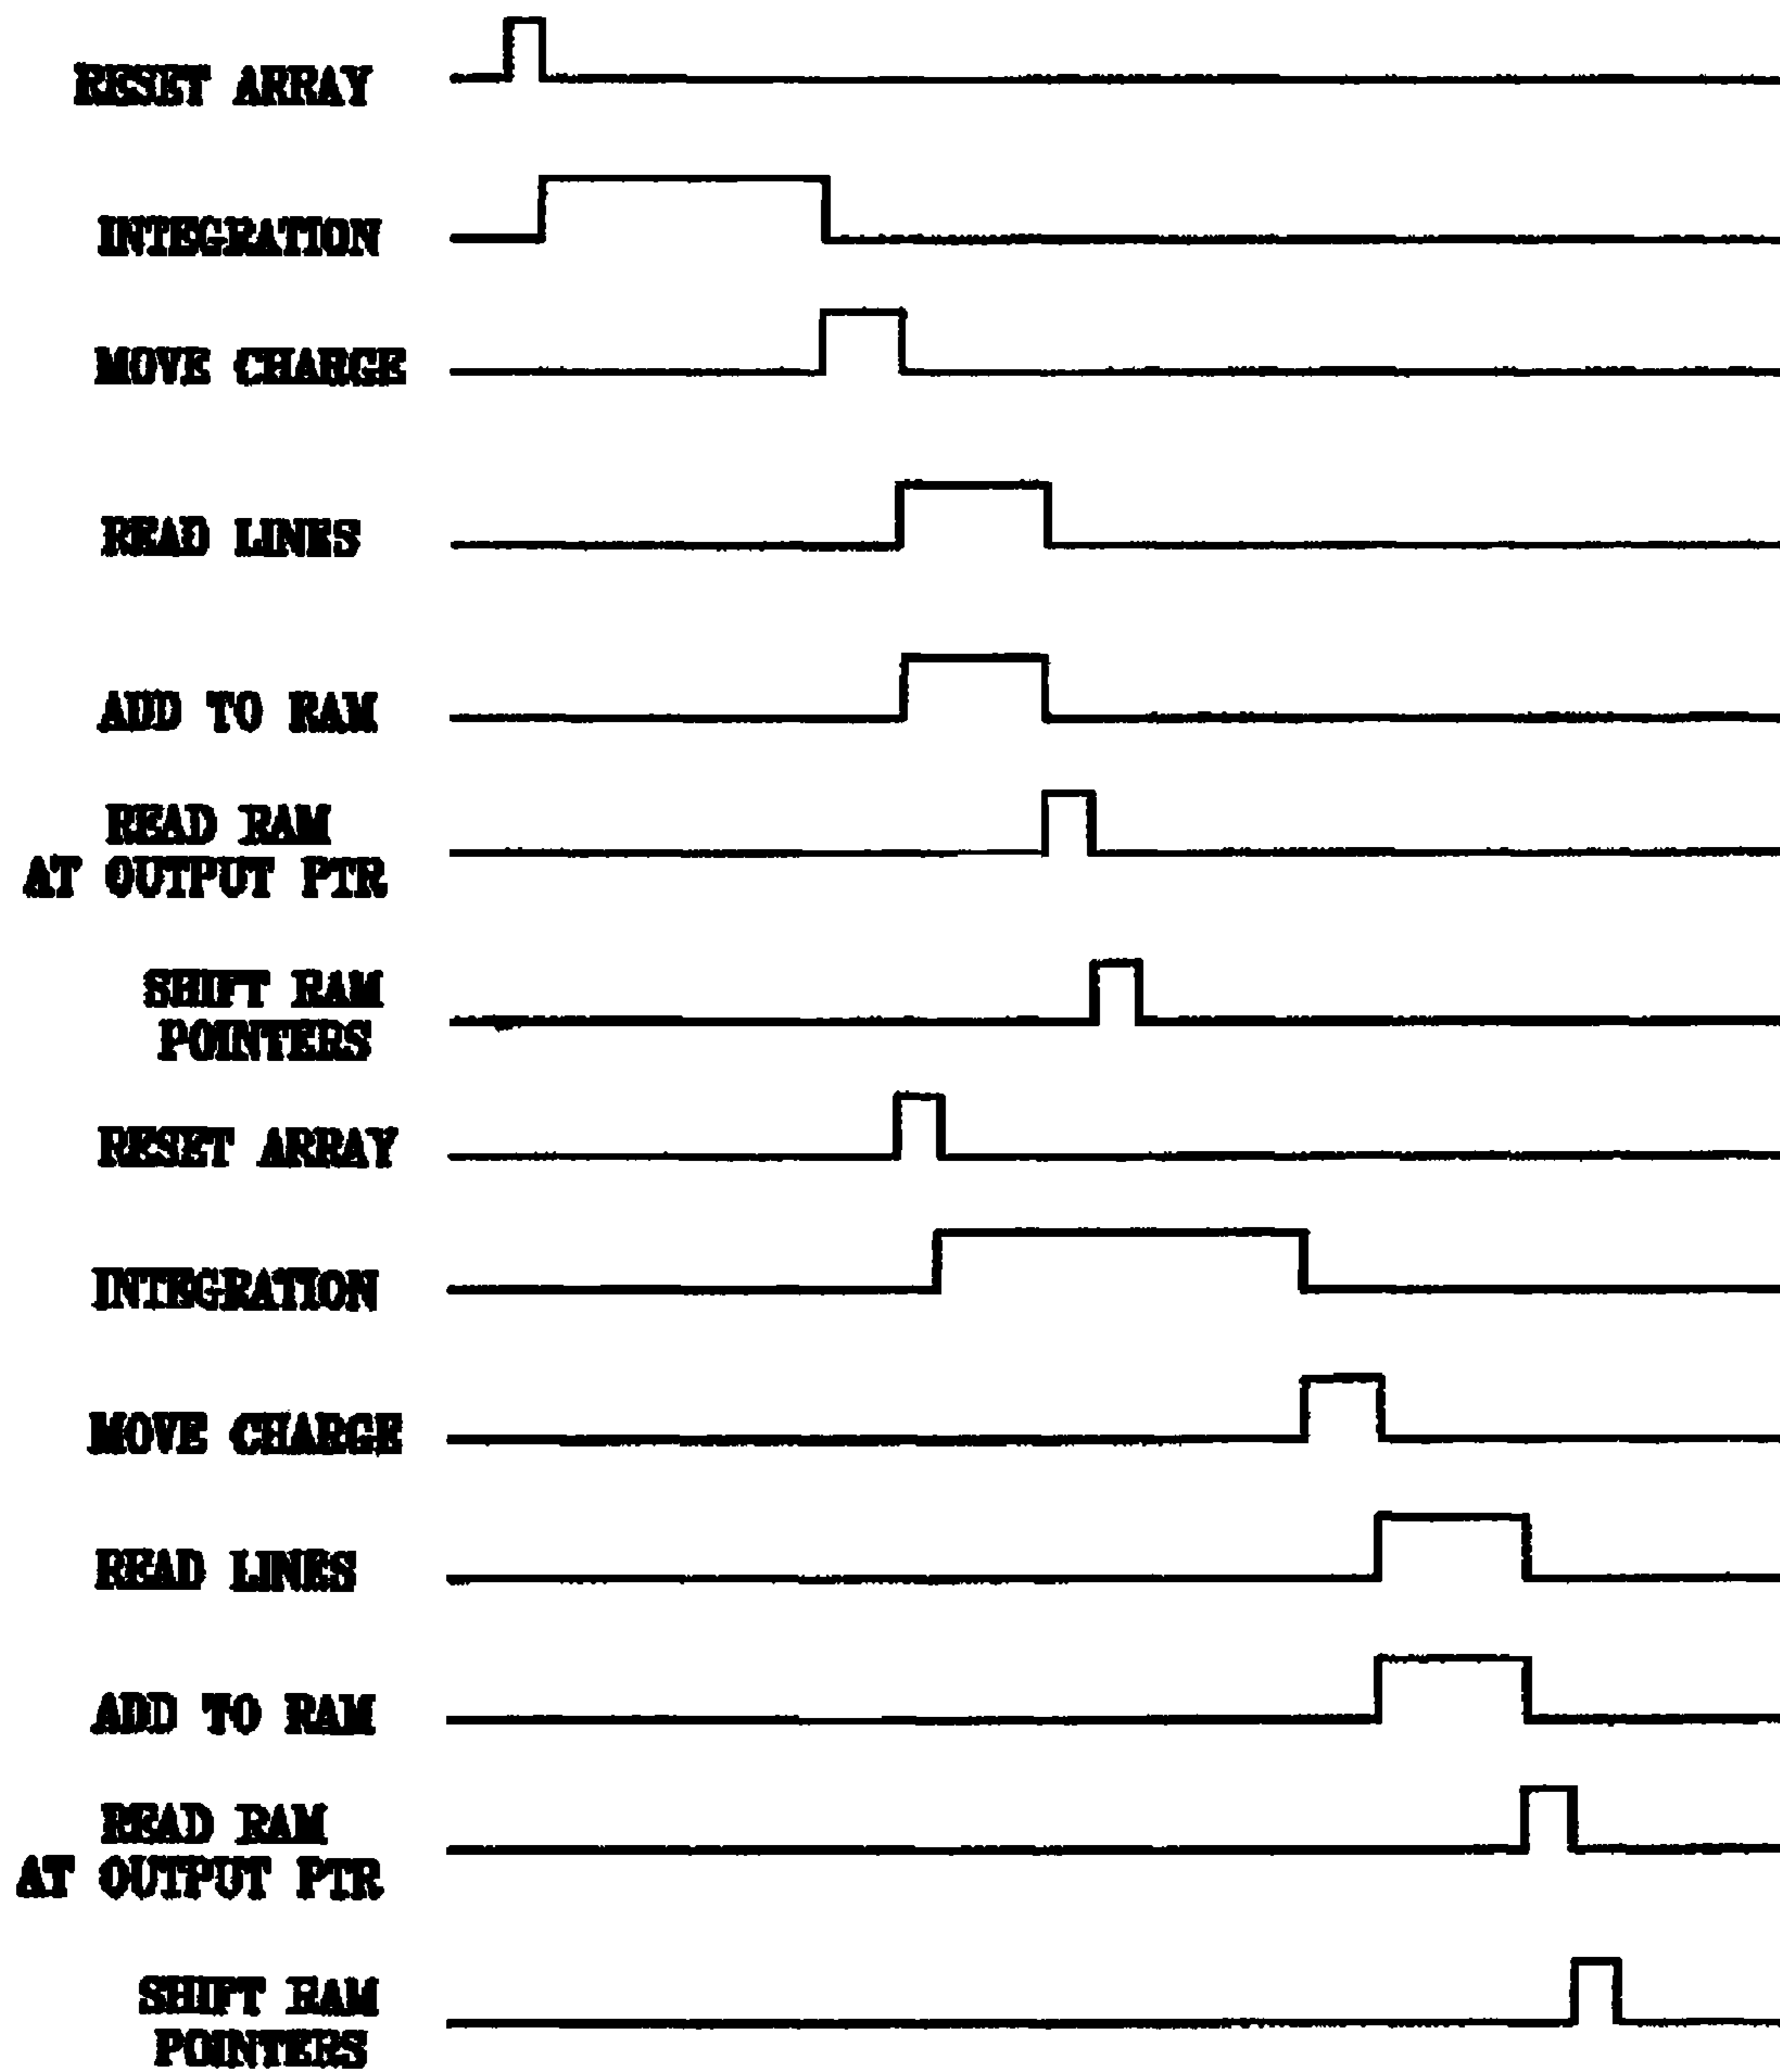 RESET ARRAY
INTEGRATION
MOVE CHARGE
READ LINES
ADD TO RAM
READ RAM
AT OUTPUT PTR
SHIFT RAM
POINTERS
RESET ARRAY
INTEGRATION
MOVE CHARGE
READ LINES
ADD TO RAM
READ RAM
AT OUTPUT PTR
SHIFT RAM
POINTERS